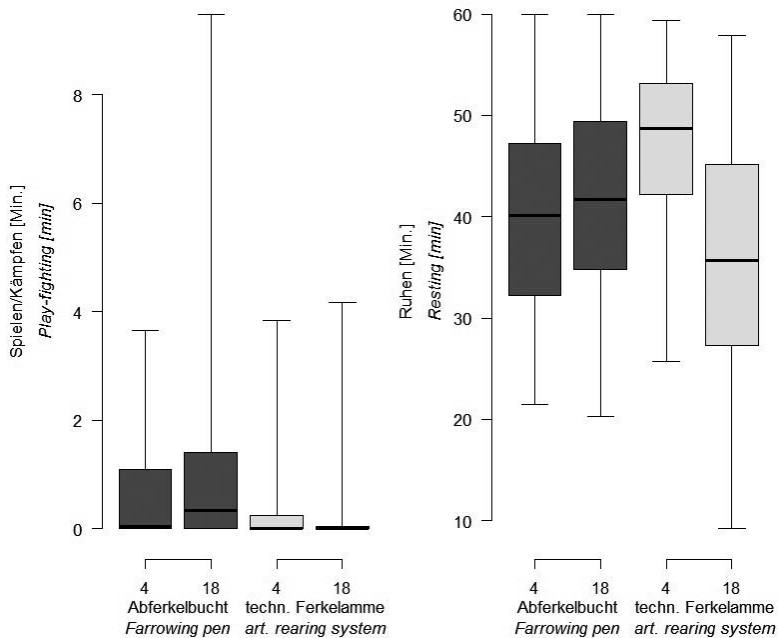 Spielen/Kämpfen [Min.]
Play-fighting [min]
8
6
4
2
0
4 18 4 18
Abferkelbucht techn. Ferkelamme
Farrowing pen art. rearing system
Ruhen [Min.]
Resting [min]
60
50
40
30
20
10
4 18 4 18
Abferkelbucht techn. Ferkelamme
Farrowing pen art. rearing system